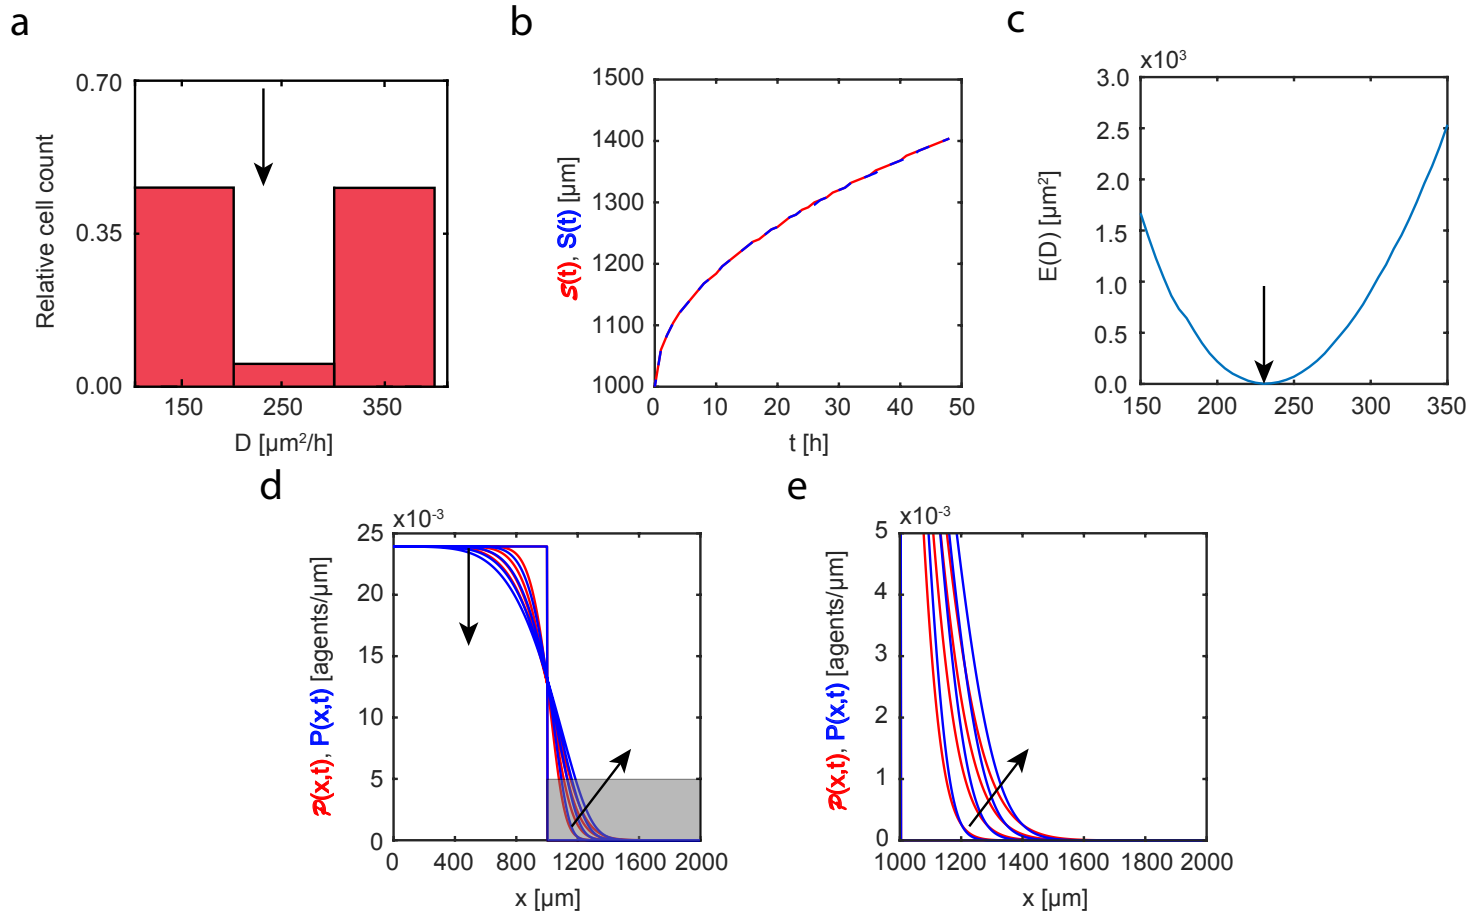 a
0.70
0.35
0.00
Relative cell count
150 250 350
D [µm²/h]
b
1500
1400
1300
1200
1100
1000
𝓢(t), S(t) [µm]
0 10 20 30 40 50
t [h]
c
x10³
3.0
2.5
2.0
1.5
1.0
0.5
0.0
E(D) [µm²]
150 200 250 300 350
d
x10⁻³
25
20
15
10
5
0
𝓟(x,t), P(x,t) [agents/µm]
0 400 800 1200 1600 2000
x [µm]
e
x10⁻³
5
4
3
2
1
0
𝓟(x,t), P(x,t) [agents/µm]
1000 1200 1400 1600 1800 2000
x [µm]